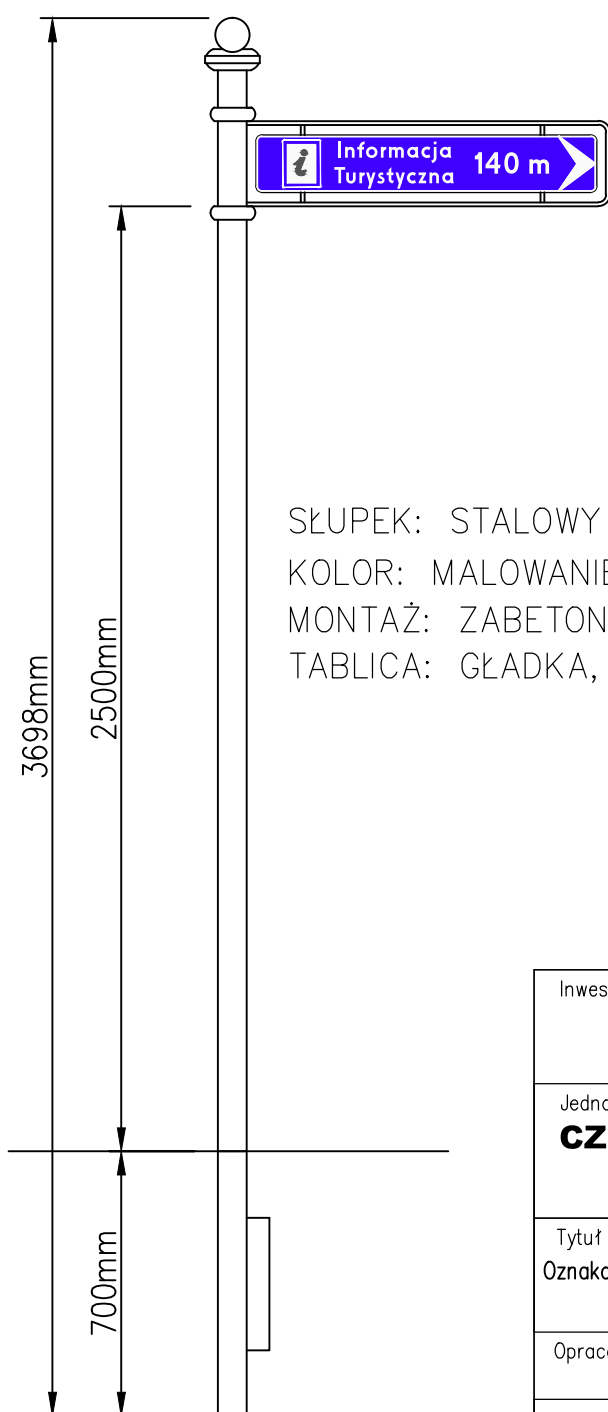 i
Informacja
Turystyczna
140 m
SŁUPEK: STALOWY
KOLOR: MALOWANIE
MONTAŻ: ZABETON
TABLICA: GŁADKA,
3698mm
2500mm
700mm
Inwes
Jedno
CZ
Tytuł
Oznako
Oprac